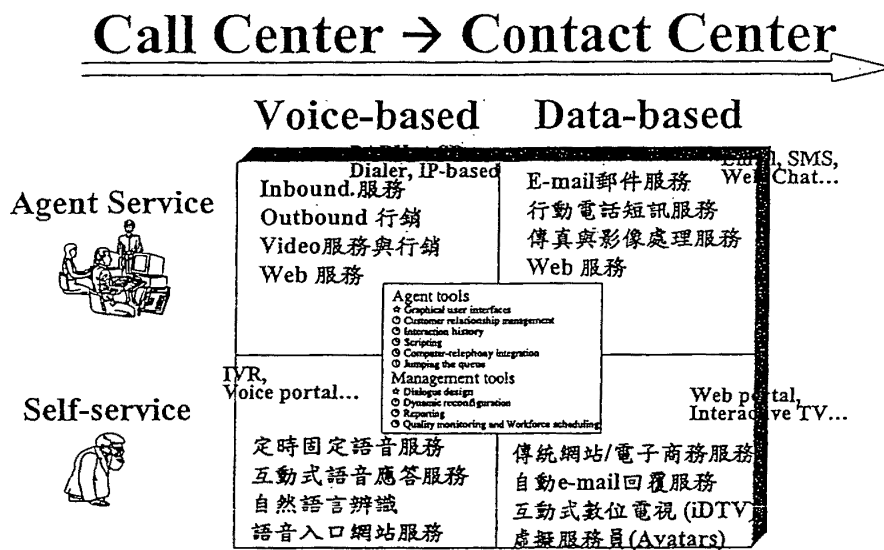 Call Center → Contact Center
Voice-based
Data-based
Agent Service
Dialer, IP-based
Inbound.服務
Outbound 行銷
Video服務與行銷
Web 服務
Email, SMS,
Web Chat...
E-mail郵件服務
行動電話短訊服務
傳真與影像處理服務
Web 服務
Agent tools
Graphical user interfaces
Customer relationship management
Interaction history
Scripting
Computer-telephony integration
Jumping the queue
Management tools
Dialogue design
Dynamic reconfiguration
Reporting
Quality monitoring and Workforce scheduling
Self-service
IVR,
Voice portal...
定時固定語音服務
互動式語音應答服務
自然語言辨識
語音入口網站服務
Web portal,
Interactive TV...
傳統網站/電子商務服務
自動e-mail回覆服務
互動式數位電視 (iDTV)
虛擬服務員(Avatars)